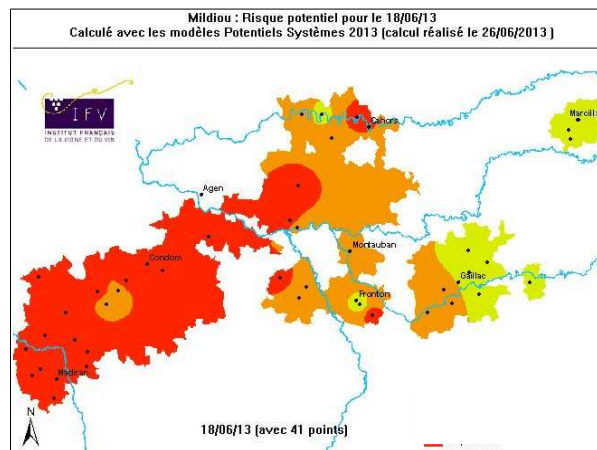 Mildiou : Risque potentiel pour le 18/06/13
Calculé avec les modèles Potentiels Systèmes 2013 (calcul réalisé le 26/06/2013 )
IFV
INSTITUT FRANÇAIS
DE LA VIGNE ET DU VIN
Cahors
Marcill
Agen
Condom
Montauban
Gaillac
Fronton
Madiran
N
18/06/13 (avec 41 points)